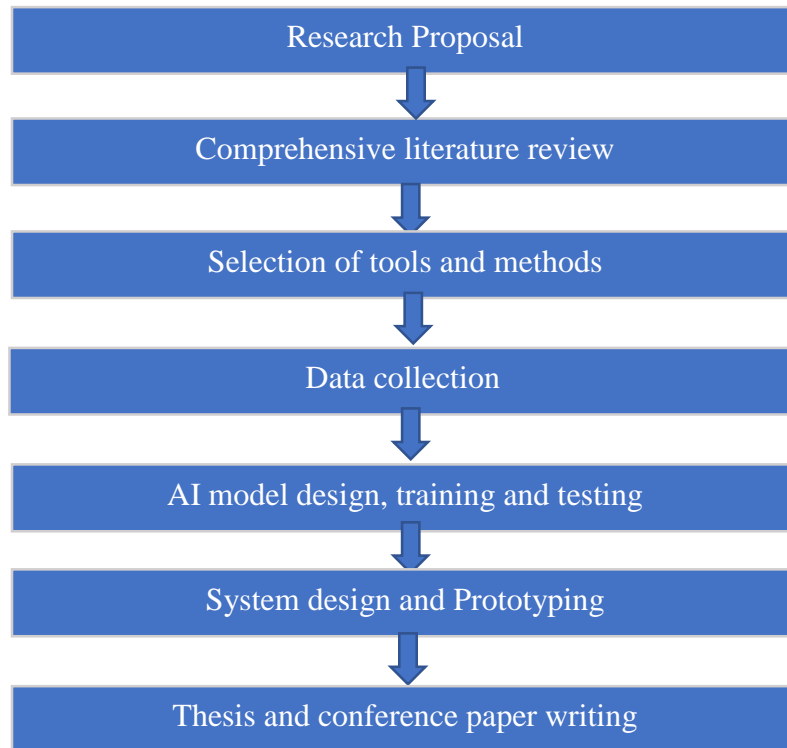 Research Proposal
Comprehensive literature review
Selection of tools and methods
Data collection
AI model design, training and testing
System design and Prototyping
Thesis and conference paper writing